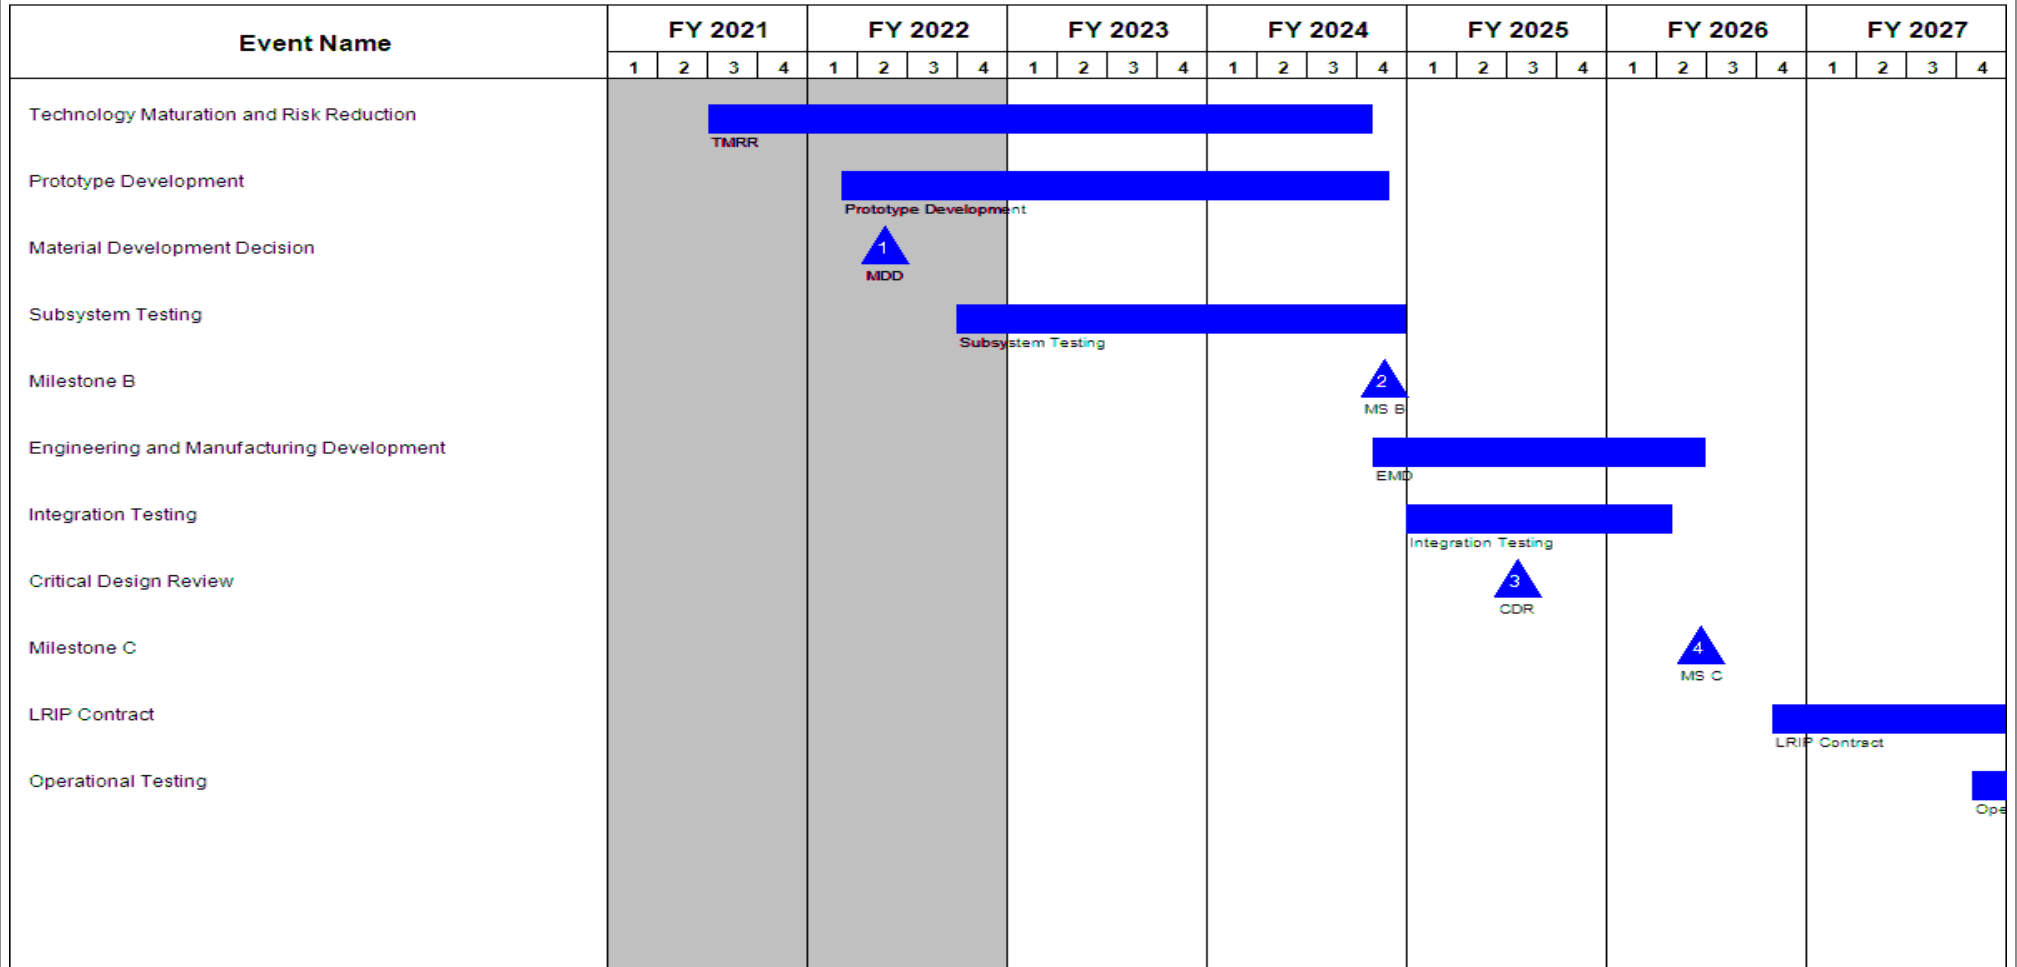 Event Name
FY 2021 FY 2022 FY 2023 FY 2024 FY 2025 FY 2026 FY 2027
1 2 3 4 1 2 3 4 1 2 3 4 1 2 3 4 1 2 3 4 1 2 3 4 1 2 3 4
Technology Maturation and Risk Reduction
TMRR
Prototype Development
Prototype Development
Material Development Decision
1
MDD
Subsystem Testing
Subsystem Testing
Milestone B
2
MS B
Engineering and Manufacturing Development
EMD
Integration Testing
Integration Testing
Critical Design Review
3
CDR
Milestone C
4
MS C
LRIP Contract
LRIP Contract
Operational Testing
Ope